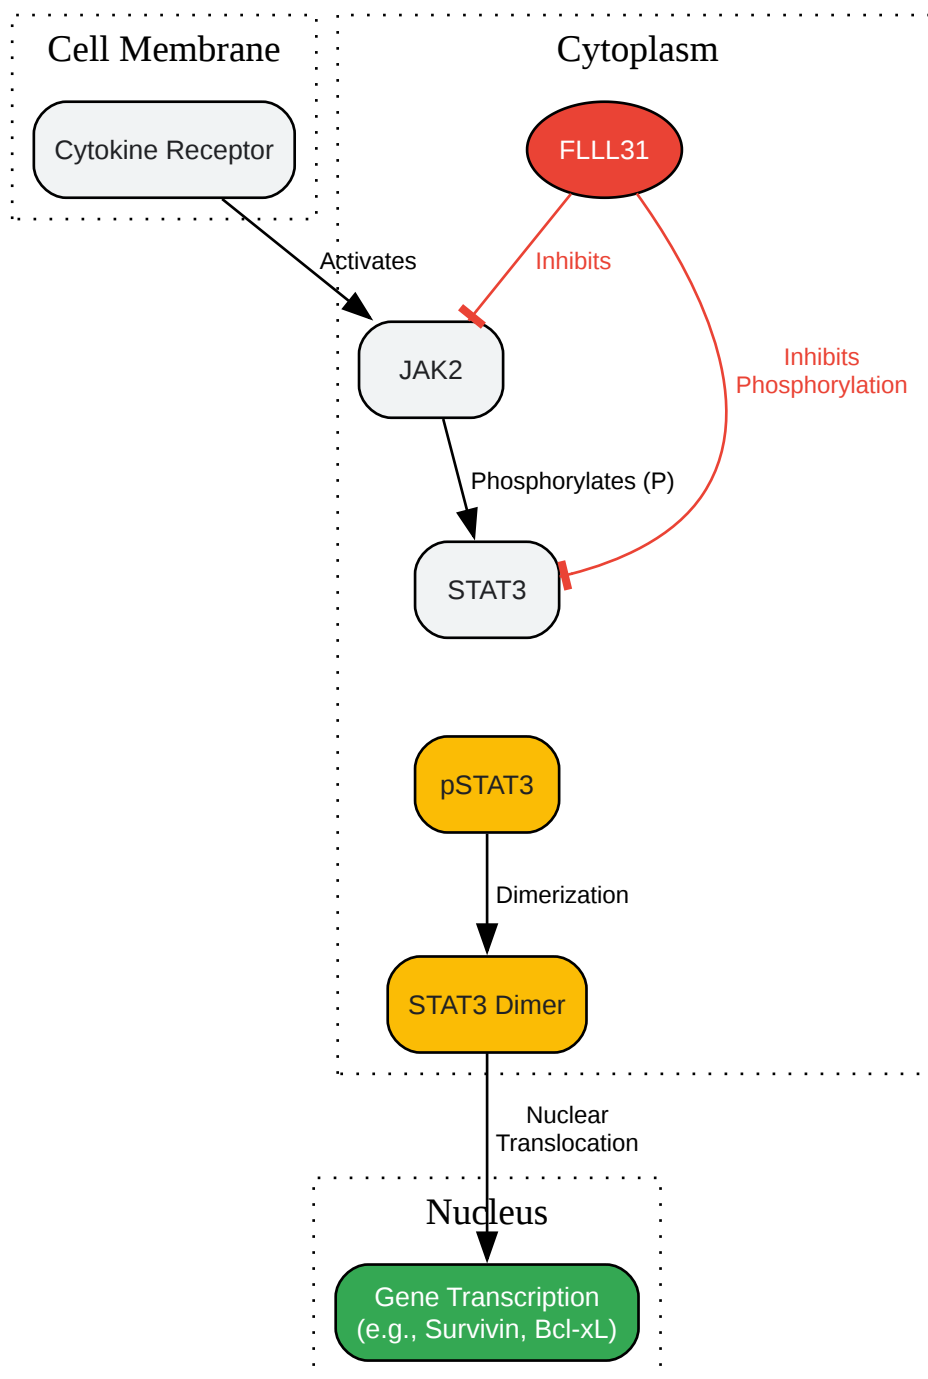 Cell Membrane
Cytoplasm
Cytokine Receptor
FLLL31
Activates
Inhibits
JAK2
Inhibits
Phosphorylation
Phosphorylates (P)
STAT3
pSTAT3
Dimerization
STAT3 Dimer
Nuclear
Translocation
Nucleus
Gene Transcription
(e.g., Survivin, Bcl-xL)